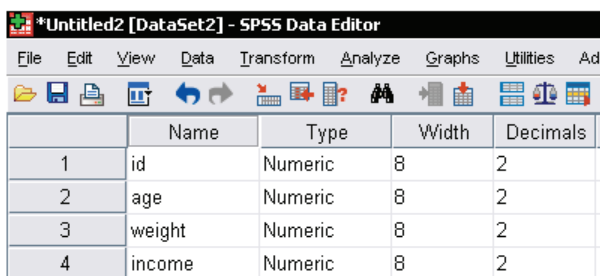 *Untitled2 [DataSet2] - SPSS Data Editor
File Edit View Data Transform Analyze Graphs Utilities Ad
Name Type Width Decimals
1 id Numeric 8 2
2 age Numeric 8 2
3 weight Numeric 8 2
4 income Numeric 8 2